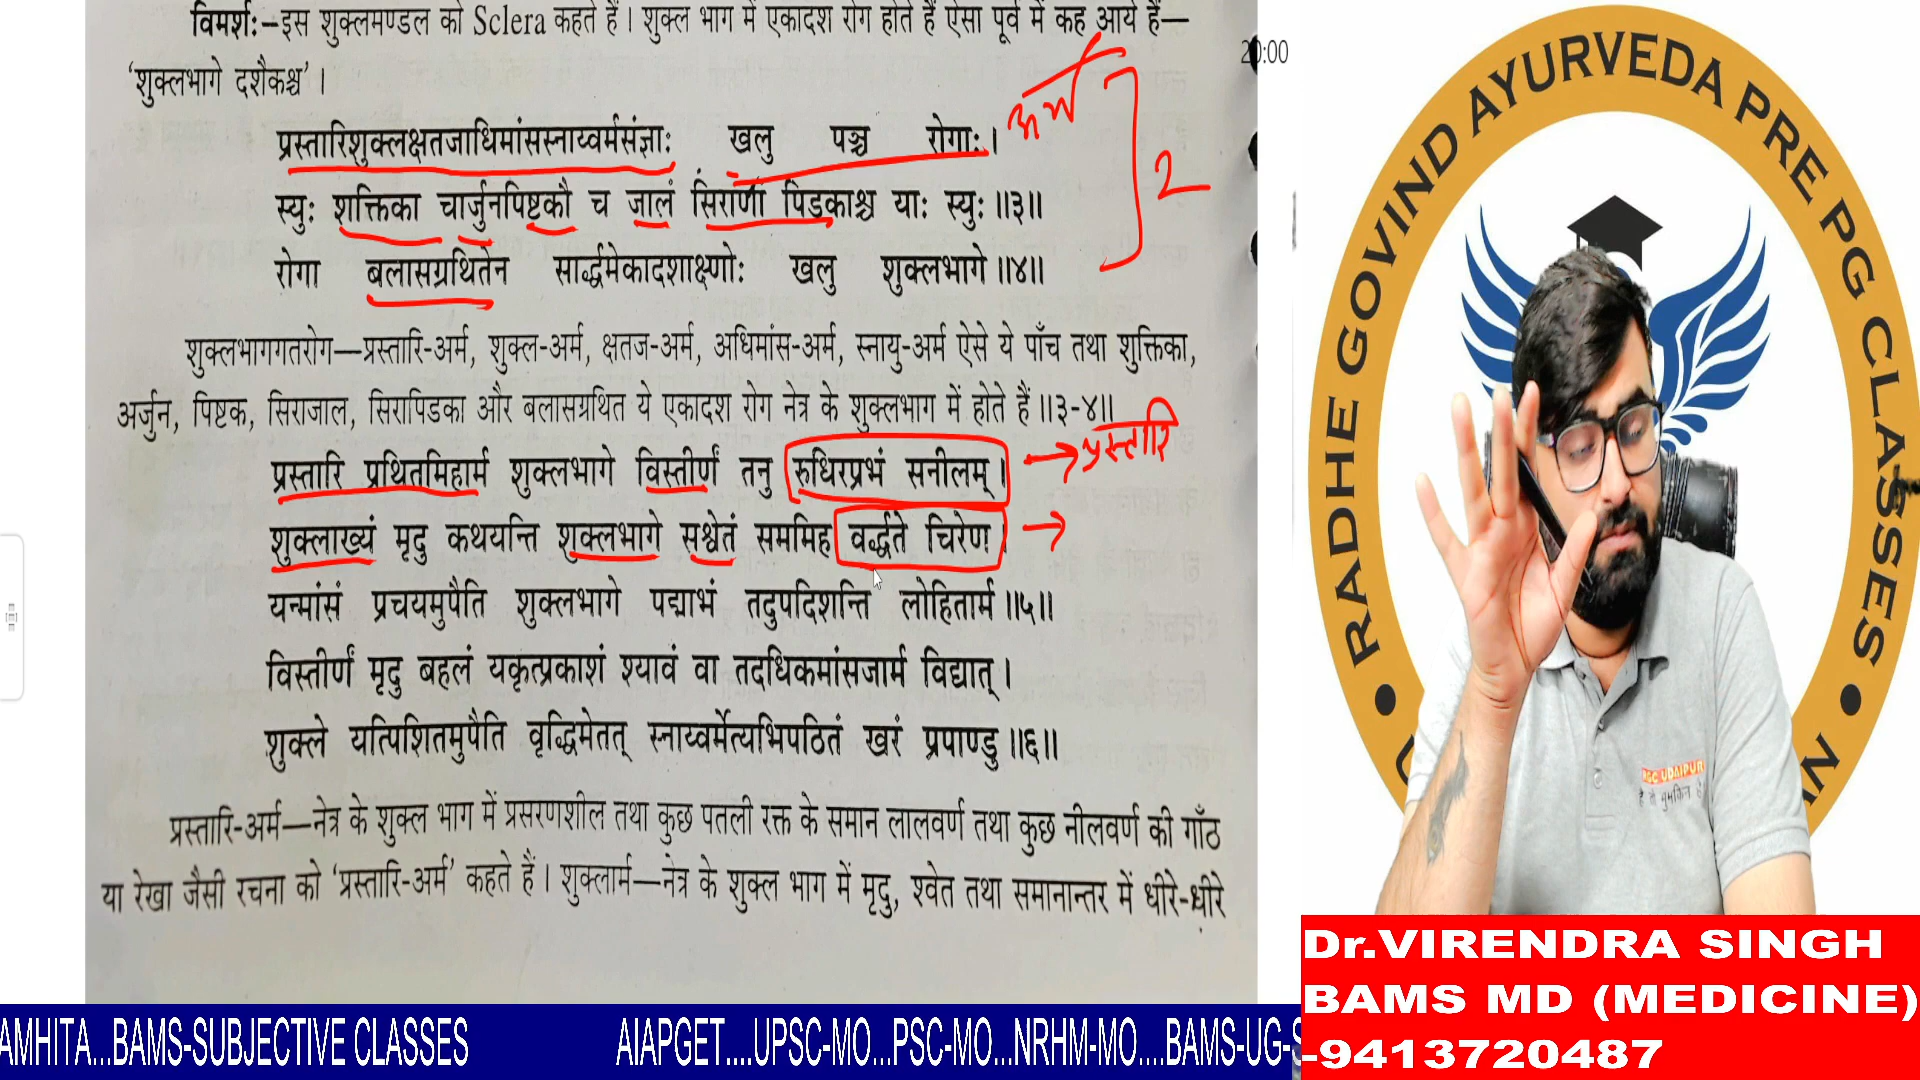 विमर्शः–इस शुक्लमण्डल को Sclera कहते हैं। शुक्ल भाग में एकादश रोग होते हैं ऐसा पूर्व में कह आये हैं—
‘शुक्लभागे दशैकश्च’।
प्रस्तारिशुक्लक्षतजाधिमांसस्नाय्वर्मसंज्ञाः खलु पञ्च रोगाः।
अर्म
स्युः शक्तिका चार्जुनपिष्टकौ च जालं सिराणां पिडकाश्च याः स्युः॥३॥
2
रोगा बलासग्रथितेन सार्द्धमेकादशाक्ष्णोः खलु शुक्लभागे॥४॥
शुक्लभागगतरोग—प्रस्तारि-अर्म, शुक्ल-अर्म, क्षतज-अर्म, अधिमांस-अर्म, स्नायु-अर्म ऐसे ये पाँच तथा शुक्तिका,
अर्जुन, पिष्टक, सिराजाल, सिरापिडका और बलासग्रथित ये एकादश रोग नेत्र के शुक्लभाग में होते हैं॥३-४॥
प्रस्तारि प्रथितमिहार्म शुक्लभागे विस्तीर्णं तनु रुधिरप्रभं सनीलम्।
प्रस्तारि
शुक्लाख्यं मृदु कथयन्ति शुक्लभागे सश्वेतं सममिह वर्द्धते चिरेण।
यन्मांसं प्रचयमुपैति शुक्लभागे पद्माभं तदुपदिशन्ति लोहितार्म॥५॥
विस्तीर्णं मृदु बहलं यकृत्प्रकाशं श्यावं वा तदधिकमांसजार्म विद्यात्।
शुक्ले यत्पिशितमुपैति वृद्धिमेतत् स्नाय्वर्मेत्यभिपठितं खरं प्रपाण्डु॥६॥
प्रस्तारि-अर्म—नेत्र के शुक्ल भाग में प्रसरणशील तथा कुछ पतली रक्त के समान लालवर्ण तथा कुछ नीलवर्ण की गाँठ
या रेखा जैसी रचना को ‘प्रस्तारि-अर्म’ कहते हैं। शुक्लार्म—नेत्र के शुक्ल भाग में मृदु, श्वेत तथा समानान्तर में धीरे-धीरे
AMHITA...BAMS-SUBJECTIVE CLASSES AIAPGET....UPSC-MO...PSC-MO...NRHM-MO....BAMS-UG-S
RADHE GOVIND AYURVEDA PRE PG CLASSES
RGC UDAIPUR
Dr.VIRENDRA SINGH
BAMS MD (MEDICINE)
-9413720487